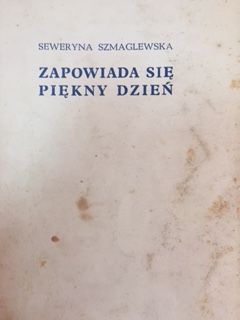 SEWERYNA SZMAGLEWSKA
ZAPOWIADA SIĘ
PIĘKNY DZIEŃ